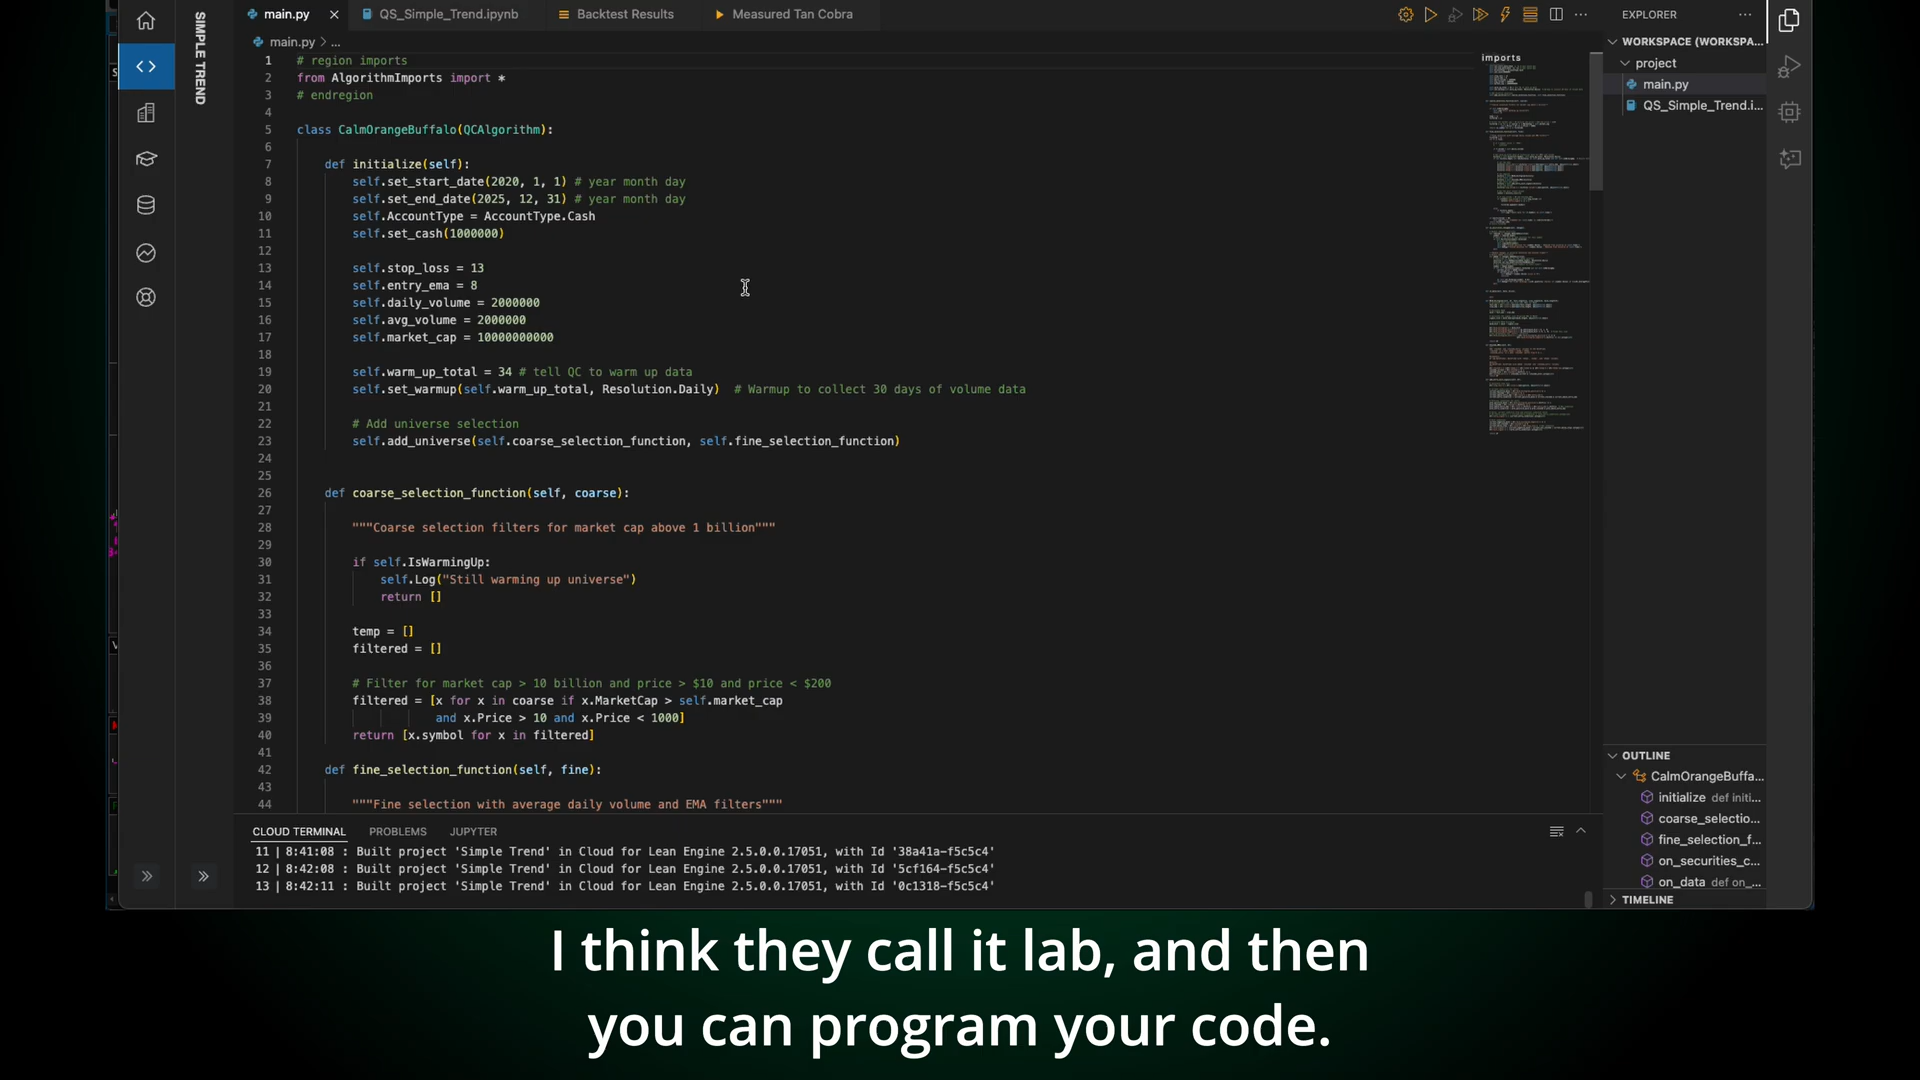 main.py
QS_Simple_Trend.ipynb
Backtest Results
Measured Tan Cobra
SIMPLE TREND
main.py > ...
1 # region imports
2 from AlgorithmImports import *
3 # endregion
4
5 class CalmOrangeBuffalo(QCAlgorithm):
6
7 def initialize(self):
8 self.set_start_date(2020, 1, 1) # year month day
9 self.set_end_date(2025, 12, 31) # year month day
10 self.AccountType = AccountType.Cash
11 self.set_cash(1000000)
12
13 self.stop_loss = 13
14 self.entry_ema = 8
15 self.daily_volume = 2000000
16 self.avg_volume = 2000000
17 self.market_cap = 10000000000
18
19 self.warm_up_total = 34 # tell QC to warm up data
20 self.set_warmup(self.warm_up_total, Resolution.Daily) # Warmup to collect 30 days of volume data
21
22 # Add universe selection
23 self.add_universe(self.coarse_selection_function, self.fine_selection_function)
24
25
26 def coarse_selection_function(self, coarse):
27
28 """Coarse selection filters for market cap above 1 billion"""
29
30 if self.IsWarmingUp:
31 self.Log("Still warming up universe")
32 return []
33
34 temp = []
35 filtered = []
36
37 # Filter for market cap > 10 billion and price > $10 and price < $200
38 filtered = [x for x in coarse if x.MarketCap > self.market_cap
39 and x.Price > 10 and x.Price < 1000]
40 return [x.symbol for x in filtered]
41
42 def fine_selection_function(self, fine):
43
44 """Fine selection with average daily volume and EMA filters"""
imports
EXPLORER
WORKSPACE (WORKSPA...
project
main.py
QS_Simple_Trend.i...
OUTLINE
CalmOrangeBuffa...
initialize def initi...
coarse_selectio...
fine_selection_f...
on_securities_c...
on_data def on_...
TIMELINE
CLOUD TERMINAL
PROBLEMS
JUPYTER
11 | 8:41:08 : Built project 'Simple Trend' in Cloud for Lean Engine 2.5.0.0.17051, with Id '38a41a-f5c5c4'
12 | 8:42:08 : Built project 'Simple Trend' in Cloud for Lean Engine 2.5.0.0.17051, with Id '5cf164-f5c5c4'
13 | 8:42:11 : Built project 'Simple Trend' in Cloud for Lean Engine 2.5.0.0.17051, with Id '0c1318-f5c5c4'
I think they call it lab, and then
you can program your code.